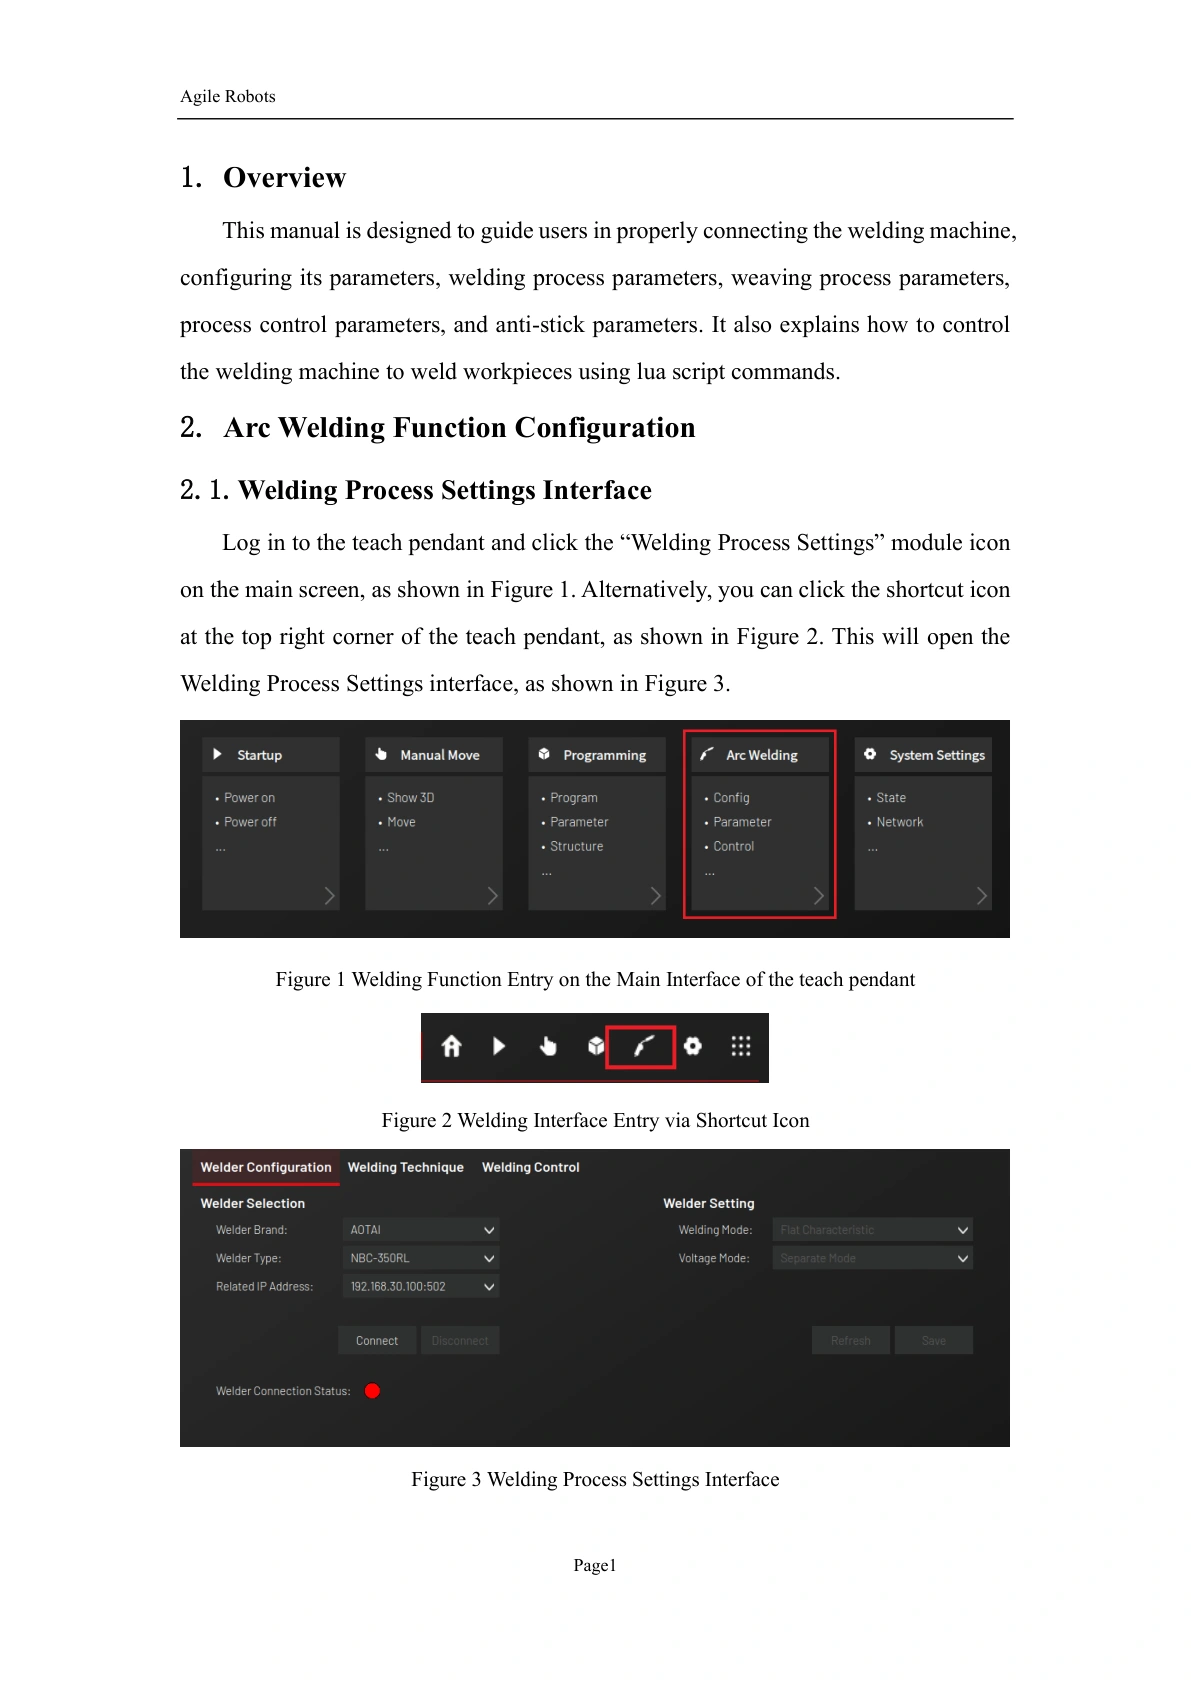 Agile Robots
1. Overview
This manual is designed to guide users in properly connecting the welding machine,
configuring its parameters, welding process parameters, weaving process parameters,
process control parameters, and anti-stick parameters. It also explains how to control
the welding machine to weld workpieces using lua script commands.
2. Arc Welding Function Configuration
2.1. Welding Process Settings Interface
Log in to the teach pendant and click the “Welding Process Settings” module icon
on the main screen, as shown in Figure 1. Alternatively, you can click the shortcut icon
at the top right corner of the teach pendant, as shown in Figure 2. This will open the
Welding Process Settings interface, as shown in Figure 3.
Startup
• Power on
• Power off
...
Manual Move
• Show 3D
• Move
...
Programming
• Program
• Parameter
• Structure
...
Arc Welding
• Config
• Parameter
• Control
...
System Settings
• State
• Network
...
Figure 1 Welding Function Entry on the Main Interface of the teach pendant
Figure 2 Welding Interface Entry via Shortcut Icon
Welder Configuration Welding Technique Welding Control
Welder Selection
Welder Brand: AOTAI
Welder Type: NBC-350RL
Related IP Address: 192.168.30.100:502
Connect Disconnect
Welder Connection Status:
Welder Setting
Welding Mode: Flat Characteristic
Voltage Mode: Separate Mode
Refresh Save
Figure 3 Welding Process Settings Interface
Page1